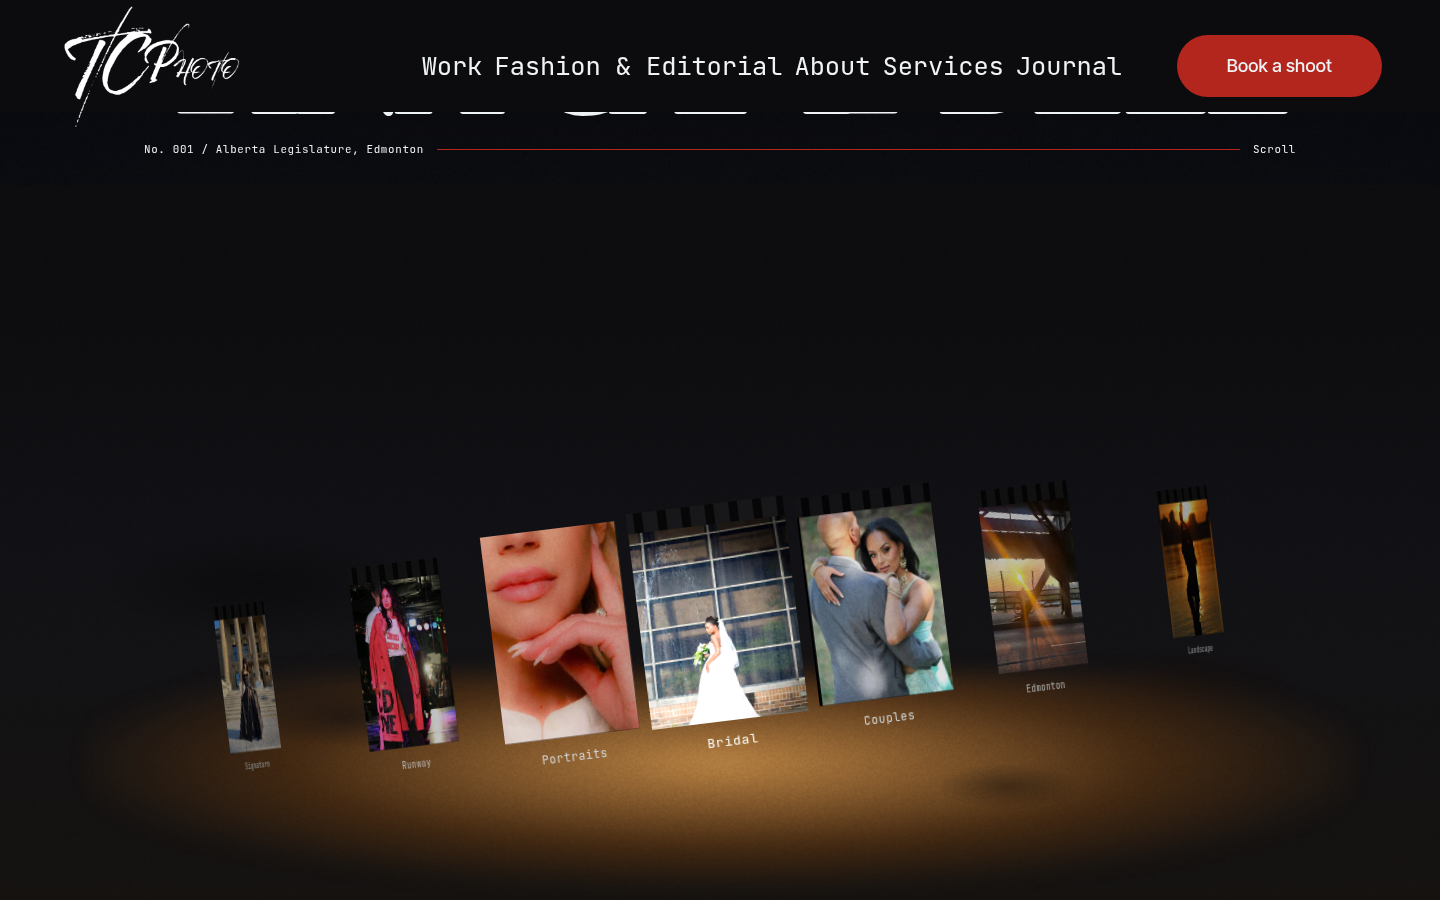 TCPHOTO
Work Fashion & Editorial About Services Journal
Book a shoot
No. 001 / Alberta Legislature, Edmonton
Scroll
Signature
Runway
Portraits
Bridal
Couples
Edmonton
Landscape